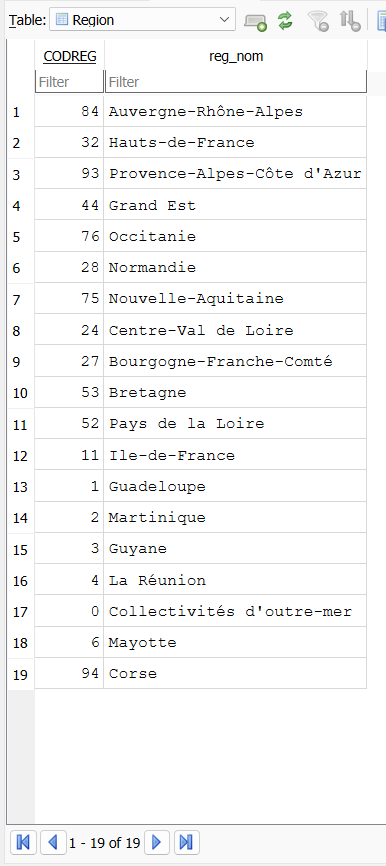 Table: Region
CODREG reg_nom
Filter Filter
1 84 Auvergne-Rhône-Alpes
2 32 Hauts-de-France
3 93 Provence-Alpes-Côte d'Azur
4 44 Grand Est
5 76 Occitanie
6 28 Normandie
7 75 Nouvelle-Aquitaine
8 24 Centre-Val de Loire
9 27 Bourgogne-Franche-Comté
10 53 Bretagne
11 52 Pays de la Loire
12 11 Ile-de-France
13 1 Guadeloupe
14 2 Martinique
15 3 Guyane
16 4 La Réunion
17 0 Collectivités d'outre-mer
18 6 Mayotte
19 94 Corse
1 - 19 of 19